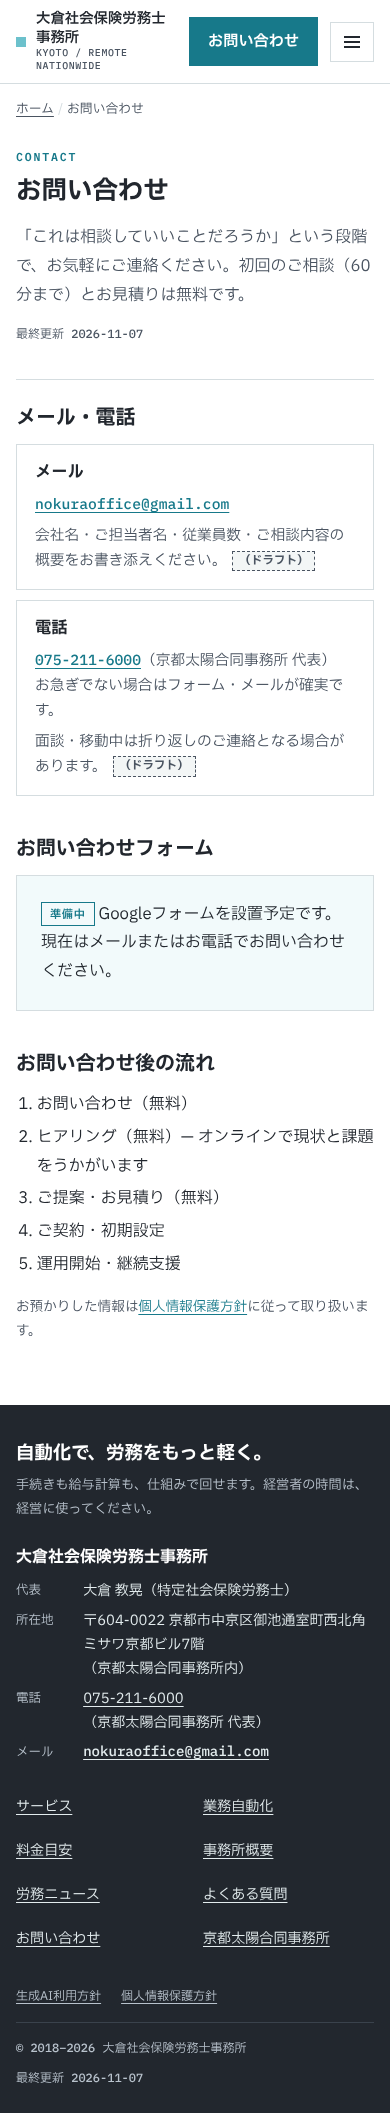 大倉社会保険労務士
事務所
KYOTO / REMOTE
NATIONWIDE
お問い合わせ
ホーム / お問い合わせ
CONTACT
お問い合わせ
「これは相談していいことだろうか」という段階
で、お気軽にご連絡ください。初回のご相談（60
分まで）とお見積りは無料です。
最終更新 2026-11-07
メール・電話
メール
nokuraoffice@gmail.com
会社名・ご担当者名・従業員数・ご相談内容の
概要をお書き添えください。 （ドラフト）
電話
075-211-6000（京都太陽合同事務所 代表）
お急ぎでない場合はフォーム・メールが確実で
す。
面談・移動中は折り返しのご連絡となる場合が
あります。 （ドラフト）
お問い合わせフォーム
準備中 Googleフォームを設置予定です。
現在はメールまたはお電話でお問い合わせ
ください。
お問い合わせ後の流れ
1. お問い合わせ（無料）
2. ヒアリング（無料）— オンラインで現状と課題
をうかがいます
3. ご提案・お見積り（無料）
4. ご契約・初期設定
5. 運用開始・継続支援
お預かりした情報は個人情報保護方針に従って取り扱いま
す。
自動化で、労務をもっと軽く。
手続きも給与計算も、仕組みで回せます。経営者の時間は、
経営に使ってください。
大倉社会保険労務士事務所
代表 大倉 教晃（特定社会保険労務士）
所在地 〒604-0022 京都市中京区御池通室町西北角
ミサワ京都ビル7階
（京都太陽合同事務所内）
電話 075-211-6000
（京都太陽合同事務所 代表）
メール nokuraoffice@gmail.com
サービス 業務自動化
料金目安 事務所概要
労務ニュース よくある質問
お問い合わせ 京都太陽合同事務所
生成AI利用方針 個人情報保護方針
© 2018–2026 大倉社会保険労務士事務所
最終更新 2026-11-07